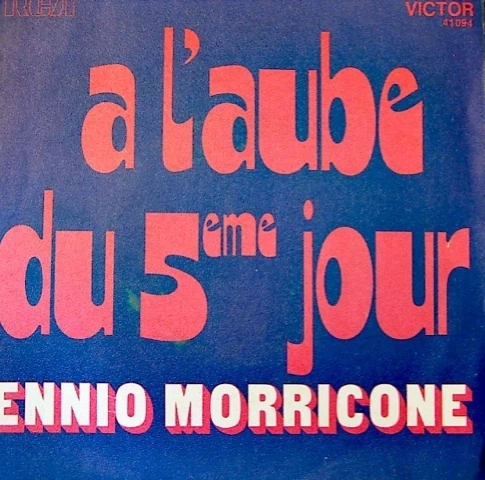 RCA VICTOR
41094
a l'aube
du 5eme jour
ENNIO MORRICONE